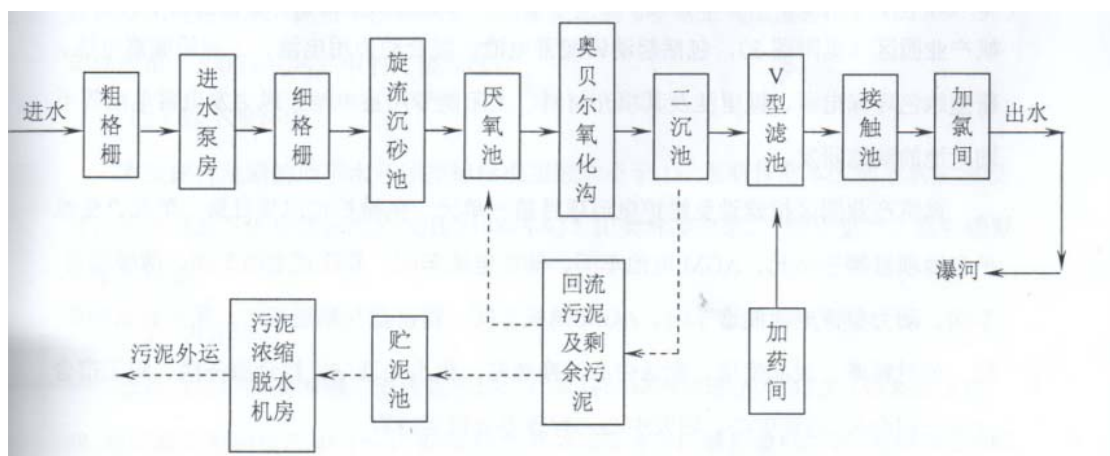 进水
粗格栅
进水泵房
细格栅
旋流沉砂池
厌氧池
奥贝尔氧化沟
二沉池
V型滤池
接触池
加氯间
出水
瀑河
污泥外运
污泥
浓缩
脱水
机房
贮泥池
回流
污泥
及剩
余污
泥
加药间